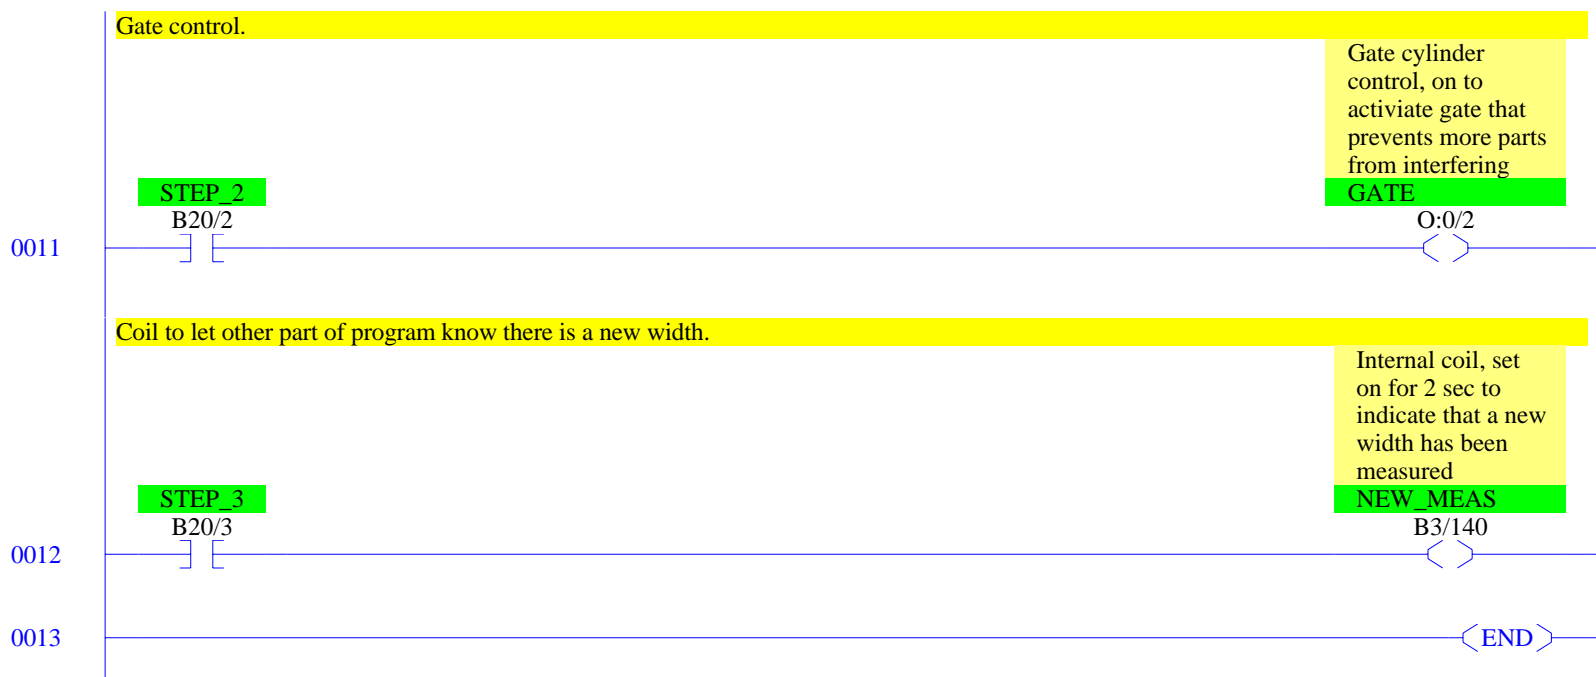 Gate control.
Gate cylinder
control, on to
activiate gate that
prevents more parts
from interfering
STEP_2
GATE
B20/2
O:0/2
0011
Coil to let other part of program know there is a new width.
Internal coil, set
on for 2 sec to
indicate that a new
width has been
measured
STEP_3
NEW_MEAS
B20/3
B3/140
0012
0013
END